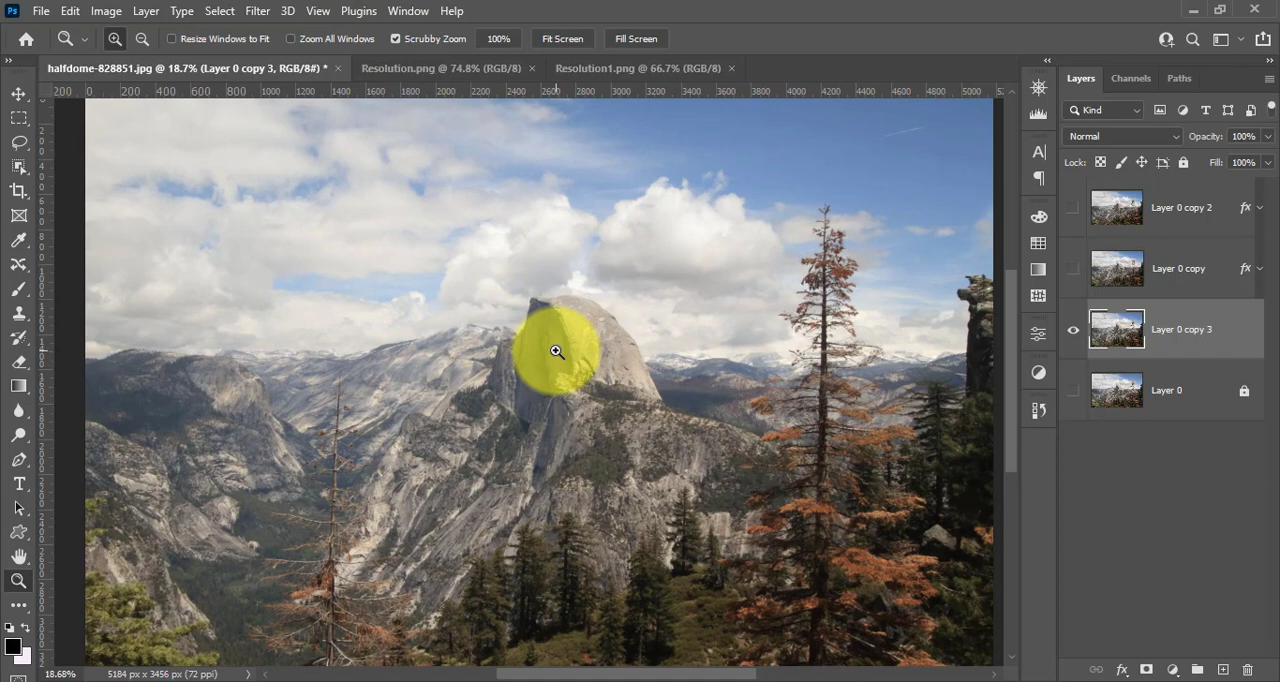 Ps File Edit Image Layer Type Select Filter 3D View Plugins Window Help
Resize Windows to Fit Zoom All Windows Scrubby Zoom 100% Fit Screen Fill Screen
halfdome-828851.jpg @ 18.7% (Layer 0 copy 3, RGB/8#) * × Resolution.png @ 74.8% (RGB/8) × Resolution1.png @ 66.7% (RGB/8) ×
200 0 200 400 600 800 1000 1200 1400 1600 1800 2000 2200 2400 2600 2800 3000 3200 3400 3600 3800 4000 4200 4400 4600 4800 5000
Layers Channels Paths
Kind
Normal Opacity: 100%
Lock: Fill: 100%
Layer 0 copy 2 fx
Layer 0 copy fx
Layer 0 copy 3
Layer 0
18.68% 5184 px x 3456 px (72 ppi)